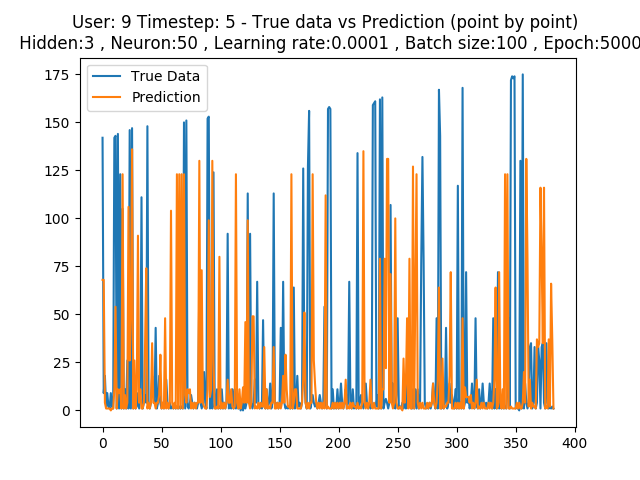 User: 9 Timestep: 5 - True data vs Prediction (point by point)
Hidden:3 , Neuron:50 , Learning rate:0.0001 , Batch size:100 , Epoch:5000
True Data
Prediction
175
150
125
100
75
50
25
0
0 50 100 150 200 250 300 350 400